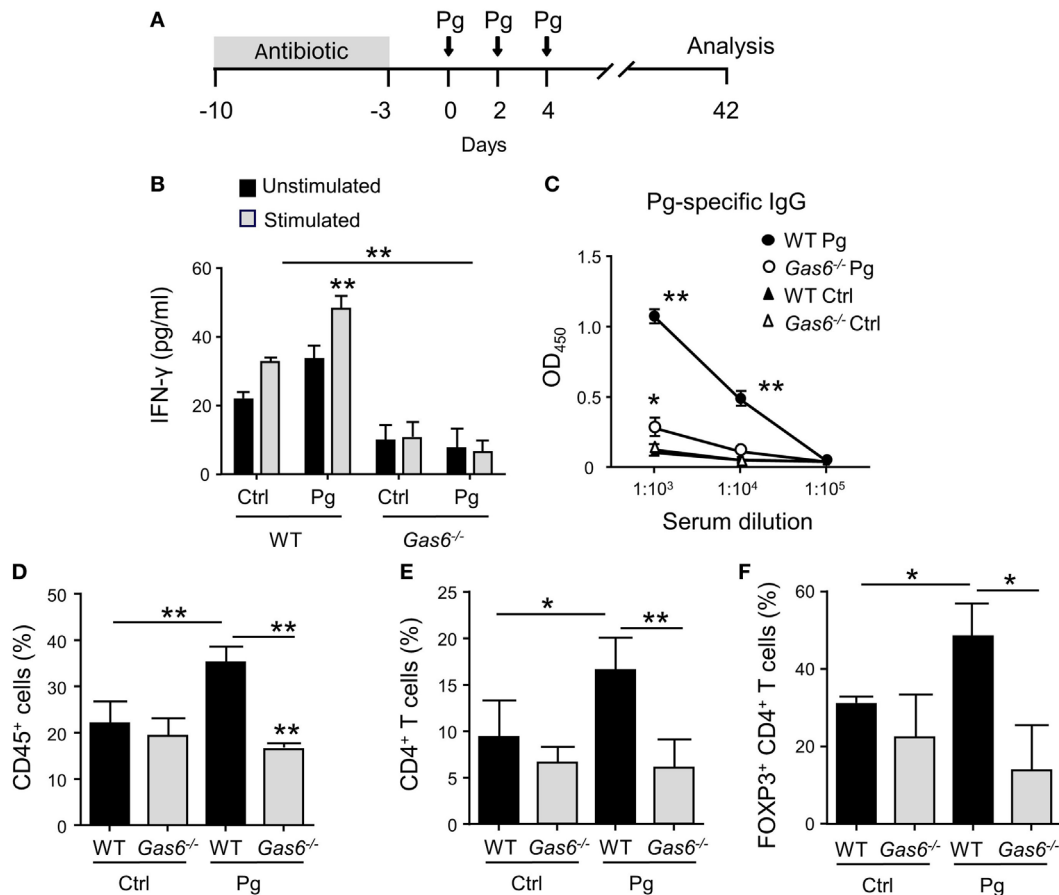 A
Pg Pg Pg
Antibiotic
Analysis
-10 -3 0 2 4 42
Days
B
Unstimulated
Stimulated
**
**
IFN-γ (pg/ml)
60
40
20
0
Ctrl Pg Ctrl Pg
WT Gas6-/-
C
Pg-specific IgG
WT Pg
Gas6-/- Pg
WT Ctrl
Gas6-/- Ctrl
OD450
1.5
1.0
0.5
0
**
**
*
1:10³ 1:10⁴ 1:10⁵
Serum dilution
D
CD45+ cells (%)
50
40
30
20
10
0
**
**
**
WT Gas6-/- WT Gas6-/-
Ctrl Pg
E
CD4+ T cells (%)
25
20
15
10
5
0
*
**
WT Gas6-/- WT Gas6-/-
Ctrl Pg
F
FOXP3+ CD4+ T cells (%)
60
40
20
0
*
*
WT Gas6-/- WT Gas6-/-
Ctrl Pg